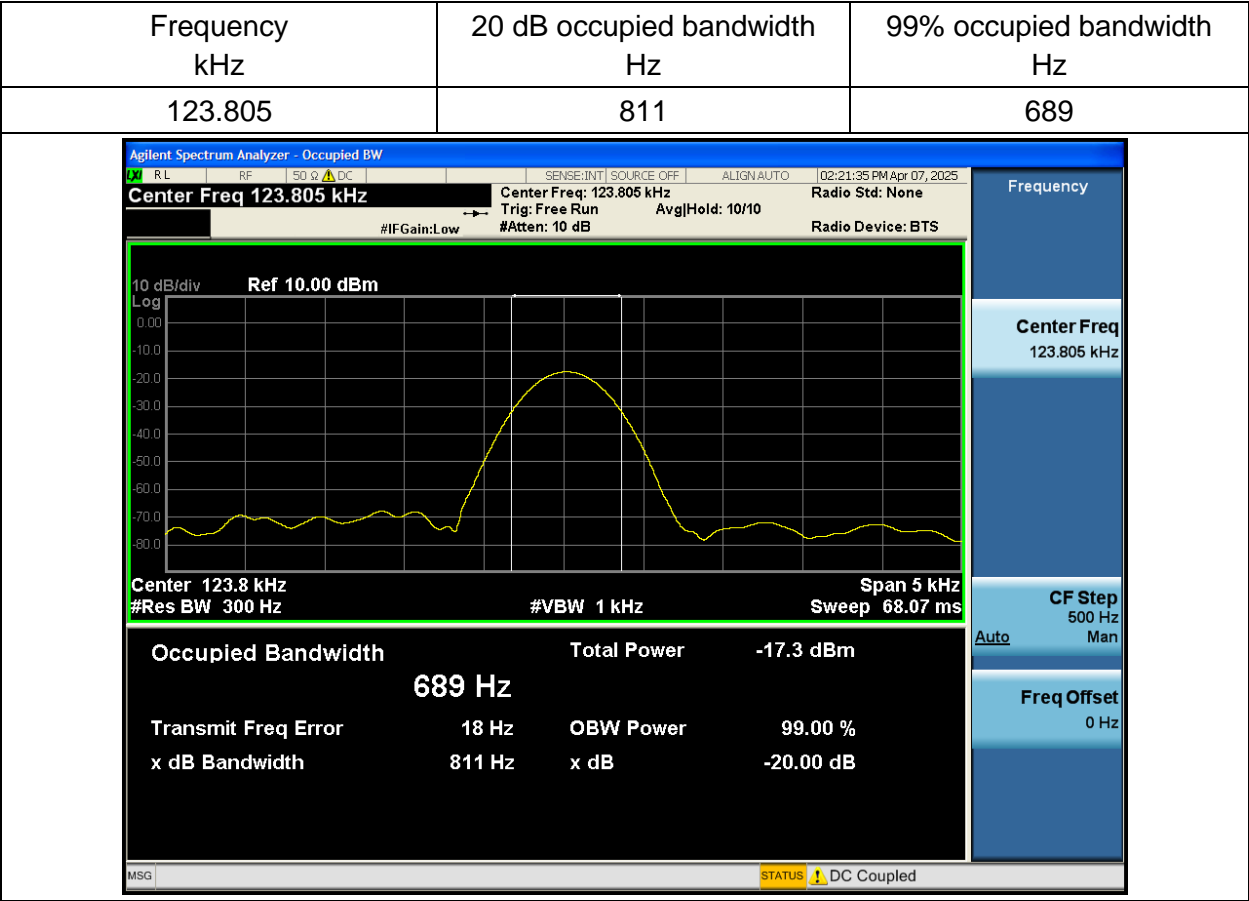 Frequency
kHz
20 dB occupied bandwidth
Hz
99% occupied bandwidth
Hz
123.805
811
689
Agilent Spectrum Analyzer - Occupied BW
LXI RL RF 50 Ω DC SENSE:INT SOURCE OFF ALIGN AUTO 02:21:35 PM Apr 07, 2025
Center Freq 123.805 kHz
Center Freq: 123.805 kHz
Radio Std: None
Trig: Free Run Avg|Hold: 10/10
#IFGain:Low
#Atten: 10 dB
Radio Device: BTS
10 dB/div Ref 10.00 dBm
Log
0.00
-10.0
-20.0
-30.0
-40.0
-50.0
-60.0
-70.0
-80.0
Center 123.8 kHz Span 5 kHz
#Res BW 300 Hz #VBW 1 kHz Sweep 68.07 ms
Occupied Bandwidth Total Power -17.3 dBm
689 Hz
Transmit Freq Error 18 Hz OBW Power 99.00 %
x dB Bandwidth 811 Hz x dB -20.00 dB
Frequency
Center Freq
123.805 kHz
CF Step
500 Hz
Auto Man
Freq Offset
0 Hz
MSG STATUS DC Coupled